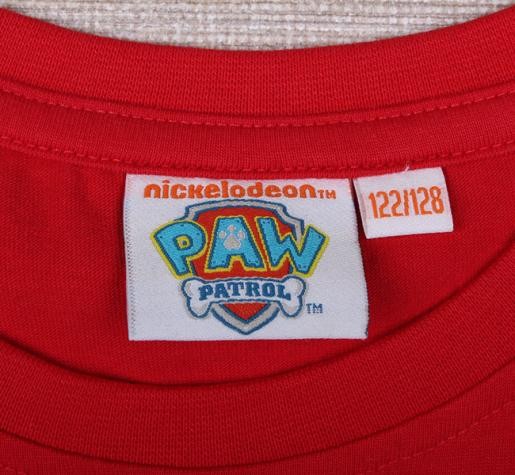 nickelodeon™
PAW
PATROL
™
122/128